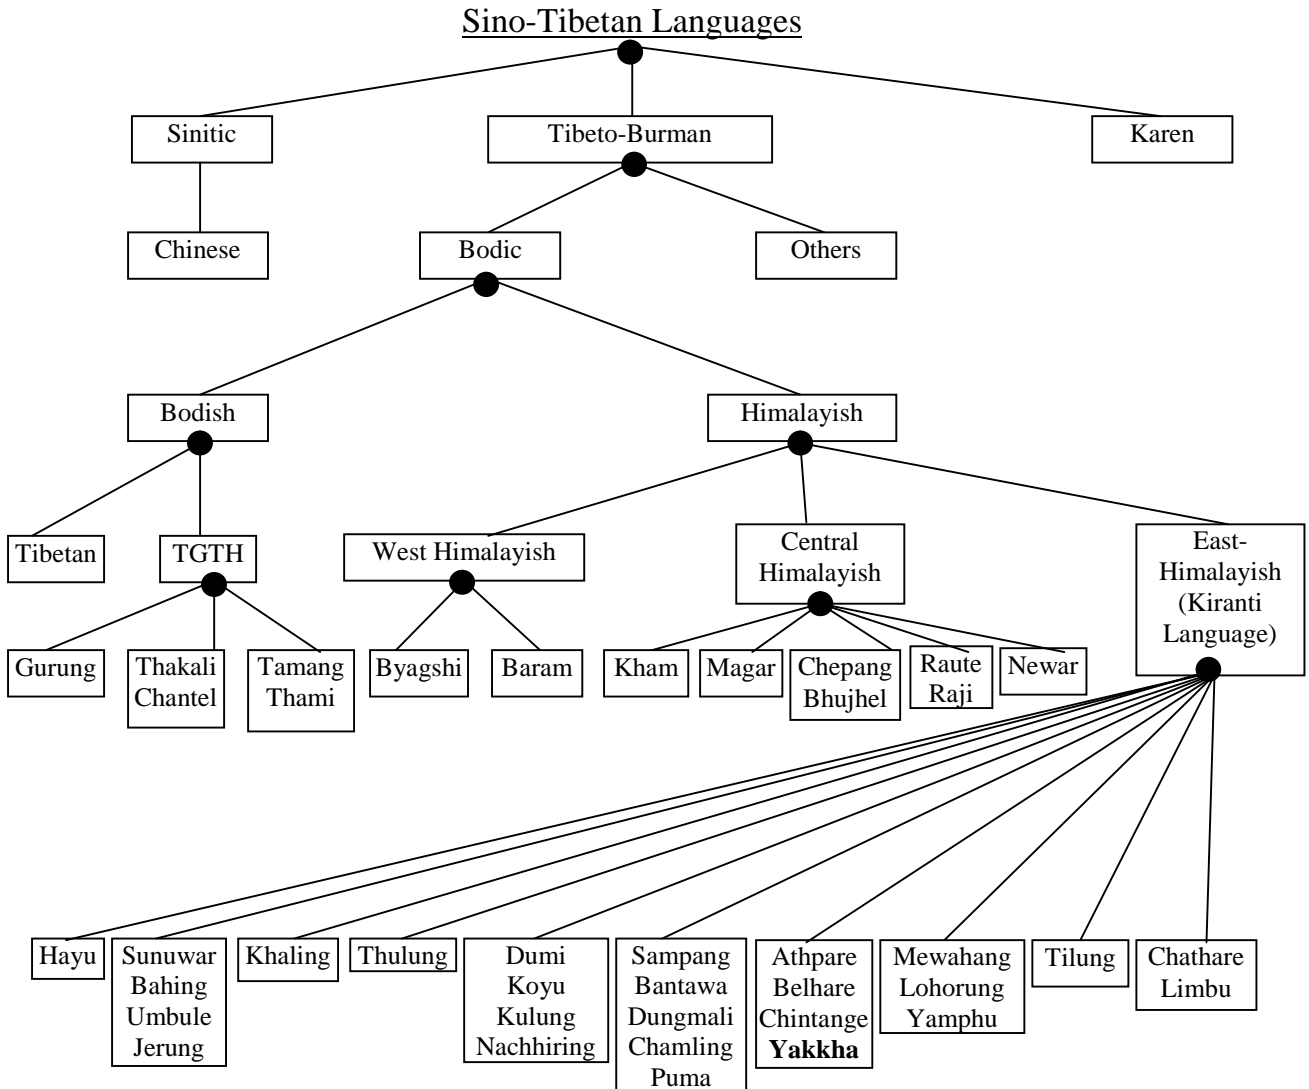 Sino-Tibetan Languages
Sinitic
Tibeto-Burman
Karen
Chinese
Bodic
Others
Bodish
Himalayish
Tibetan
TGTH
West Himalayish
Central
Himalayish
East-
Himalayish
(Kiranti
Language)
Gurung
Thakali
Chantel
Tamang
Thami
Byagshi
Baram
Kham
Magar
Chepang
Bhujhel
Raute
Raji
Newar
Hayu
Sunuwar
Bahing
Umbule
Jerung
Khaling
Thulung
Dumi
Koyu
Kulung
Nachhiring
Sampang
Bantawa
Dungmali
Chamling
Puma
Athpare
Belhare
Chintange
Yakkha
Mewahang
Lohorung
Yamphu
Tilung
Chathare
Limbu